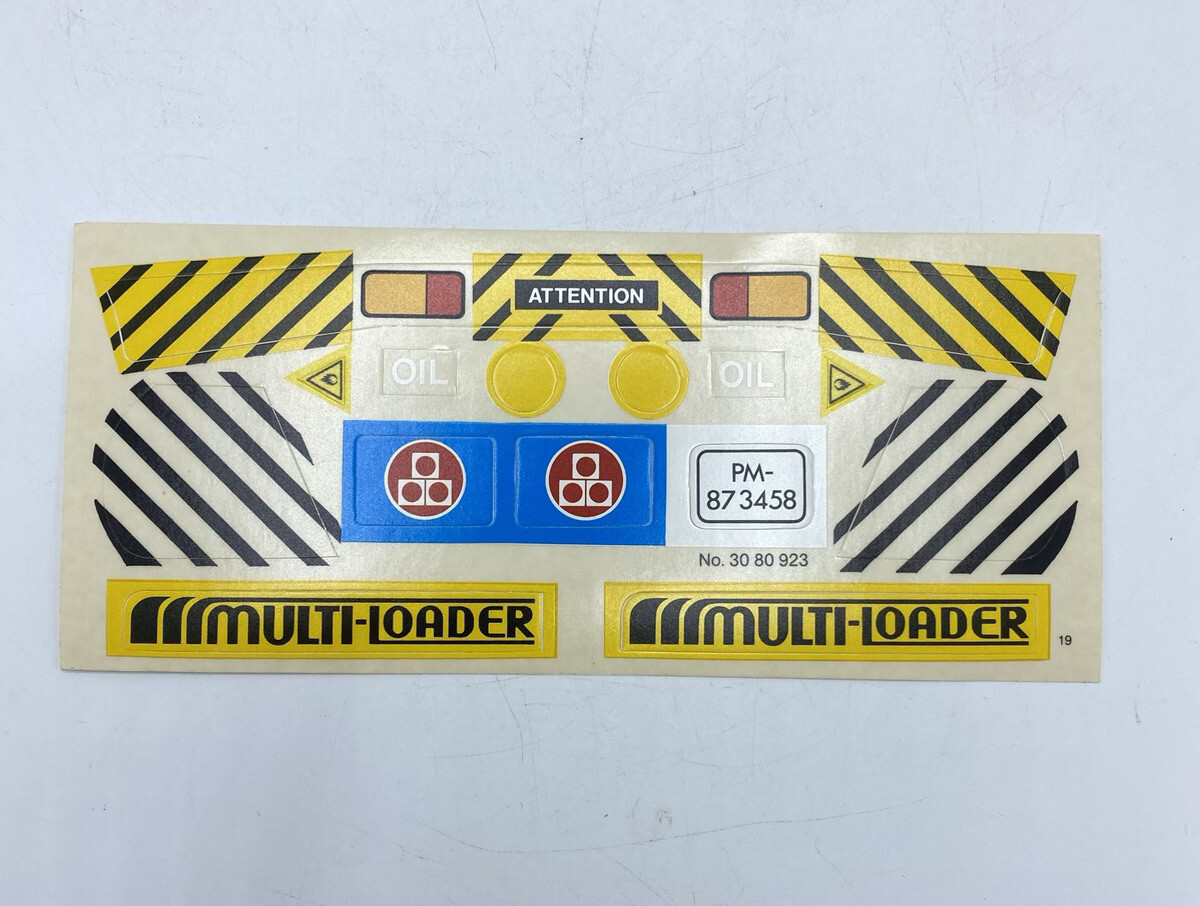 ATTENTION
OIL
OIL
PM-
87 3458
No. 30 80 923
MULTI-LOADER
MULTI-LOADER
19